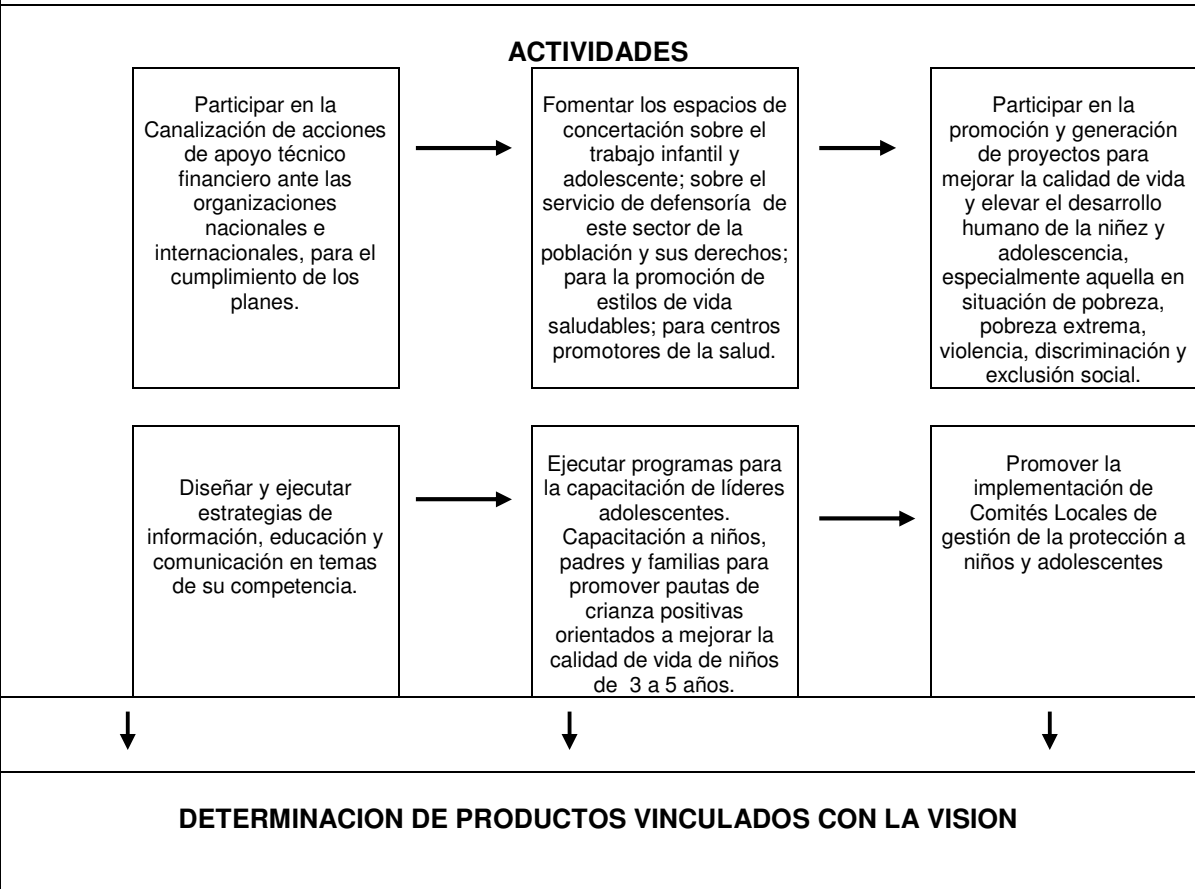 ACTIVIDADES
Participar en la
Canalización de acciones
de apoyo técnico
financiero ante las
organizaciones
nacionales e
internacionales, para el
cumplimiento de los
planes.
Fomentar los espacios de
concertación sobre el
trabajo infantil y
adolescente; sobre el
servicio de defensoría de
este sector de la
población y sus derechos;
para la promoción de
estilos de vida
saludables; para centros
promotores de la salud.
Participar en la
promoción y generación
de proyectos para
mejorar la calidad de vida
y elevar el desarrollo
humano de la niñez y
adolescencia,
especialmente aquella en
situación de pobreza,
pobreza extrema,
violencia, discriminación y
exclusión social.
Diseñar y ejecutar
estrategias de
información, educación y
comunicación en temas
de su competencia.
Ejecutar programas para
la capacitación de líderes
adolescentes.
Capacitación a niños,
padres y familias para
promover pautas de
crianza positivas
orientados a mejorar la
calidad de vida de niños
de 3 a 5 años.
Promover la
implementación de
Comités Locales de
gestión de la protección a
niños y adolescentes
DETERMINACION DE PRODUCTOS VINCULADOS CON LA VISION